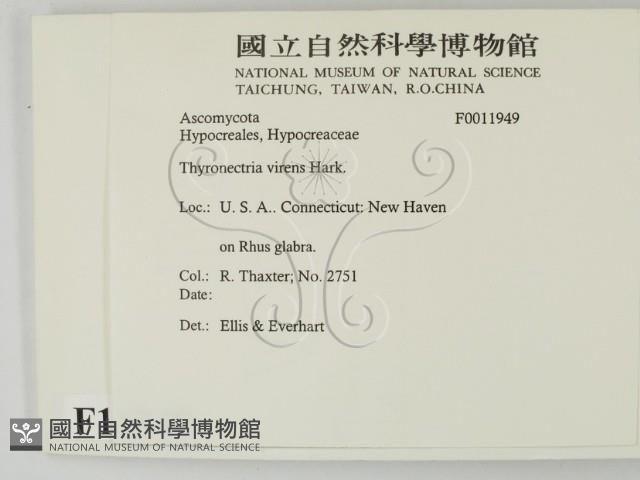 國立自然科學博物館
NATIONAL MUSEUM OF NATURAL SCIENCE
TAICHUNG, TAIWAN, R.O.CHINA
Ascomycota F0011949
Hypocreales, Hypocreaceae
Thyronectria virens Hark.
Loc.: U. S. A.. Connecticut: New Haven
on Rhus glabra.
Col.: R. Thaxter; No. 2751
Date:
Det.: Ellis & Everhart
F1
國立自然科學博物館
NATIONAL MUSEUM OF NATURAL SCIENCE